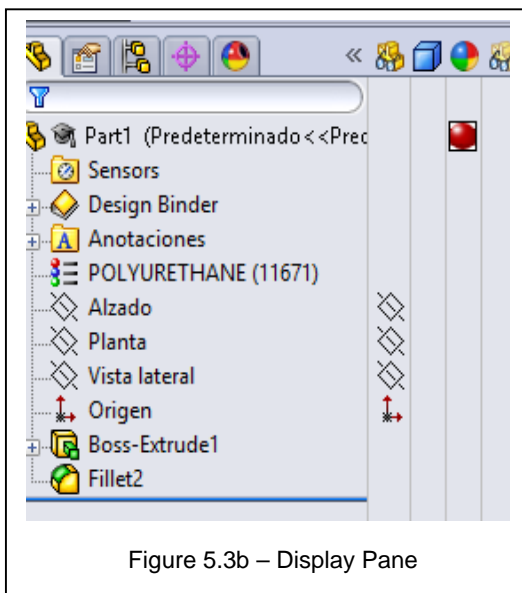 Part1 (Predeterminado<<Pred
Sensors
Design Binder
Anotaciones
POLYURETHANE (11671)
Alzado
Planta
Vista lateral
Origen
Boss-Extrude1
Fillet2
Figure 5.3b – Display Pane